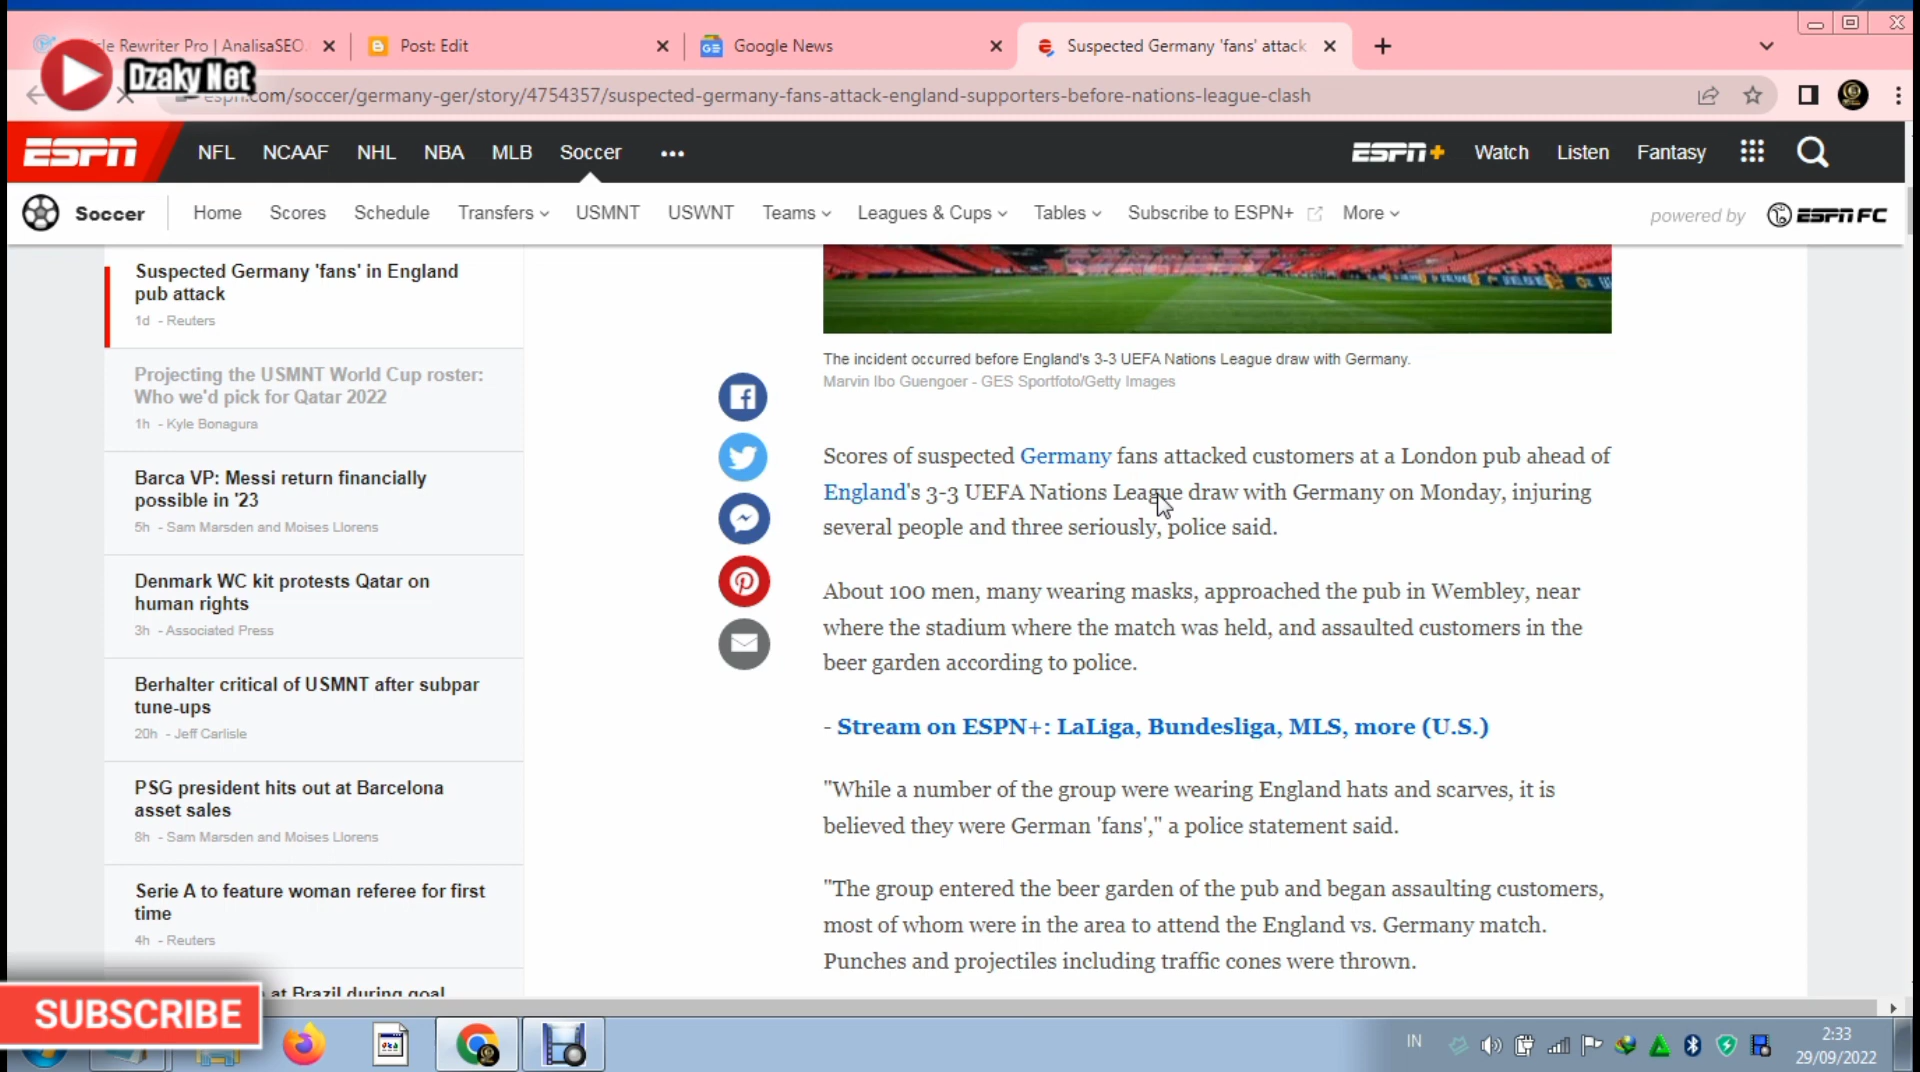 cle Rewriter Pro | AnalisaSEO.
Post: Edit
Google News
Suspected Germany 'fans' attack
Dzaky Net
espn.com/soccer/germany-ger/story/4754357/suspected-germany-fans-attack-england-supporters-before-nations-league-clash
ESPN
NFL NCAAF NHL NBA MLB Soccer
ESPN+ Watch Listen Fantasy
Soccer Home Scores Schedule Transfers USMNT USWNT Teams Leagues & Cups Tables Subscribe to ESPN+ More powered by ESPN FC
Suspected Germany 'fans' in England
pub attack
1d - Reuters
Projecting the USMNT World Cup roster:
Who we'd pick for Qatar 2022
1h - Kyle Bonagura
Barca VP: Messi return financially
possible in '23
5h - Sam Marsden and Moises Llorens
Denmark WC kit protests Qatar on
human rights
3h - Associated Press
Berhalter critical of USMNT after subpar
tune-ups
20h - Jeff Carlisle
PSG president hits out at Barcelona
asset sales
8h - Sam Marsden and Moises Llorens
Serie A to feature woman referee for first
time
4h - Reuters
at Brazil during goal
The incident occurred before England's 3-3 UEFA Nations League draw with Germany.
Marvin Ibo Guengoer - GES Sportfoto/Getty Images
Scores of suspected Germany fans attacked customers at a London pub ahead of
England's 3-3 UEFA Nations League draw with Germany on Monday, injuring
several people and three seriously, police said.
About 100 men, many wearing masks, approached the pub in Wembley, near
where the stadium where the match was held, and assaulted customers in the
beer garden according to police.
- Stream on ESPN+: LaLiga, Bundesliga, MLS, more (U.S.)
"While a number of the group were wearing England hats and scarves, it is
believed they were German 'fans'," a police statement said.
"The group entered the beer garden of the pub and began assaulting customers,
most of whom were in the area to attend the England vs. Germany match.
Punches and projectiles including traffic cones were thrown.
SUBSCRIBE
IN
2:33
29/09/2022